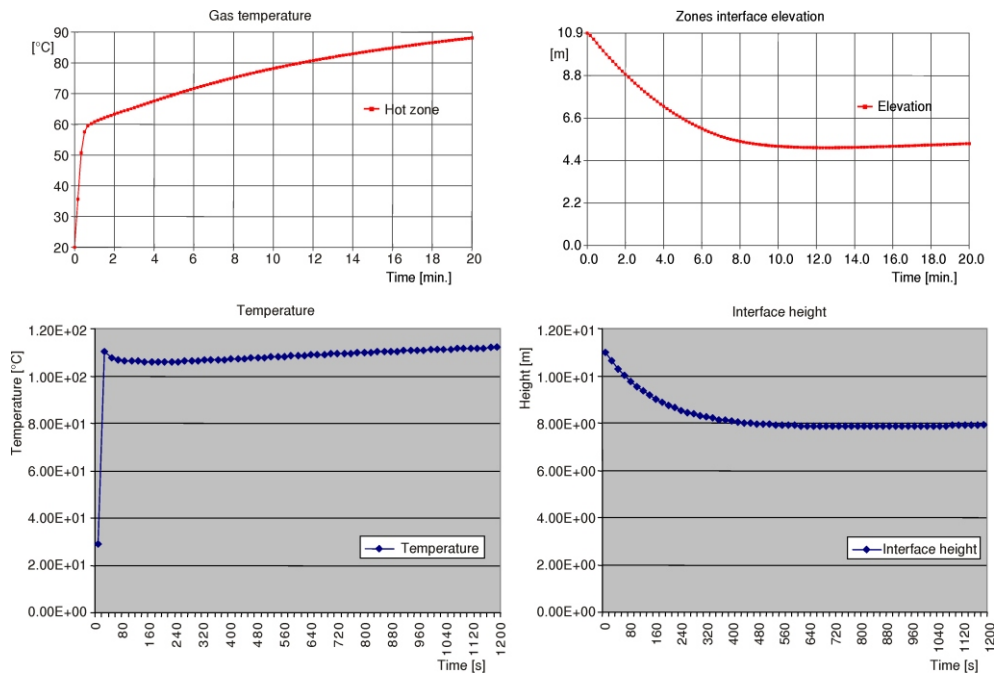 Gas temperature
[°C]
90
80
70
60
50
40
30
20
Hot zone
0 2 4 6 8 10 12 14 16 18 20
Time [min.]
Zones interface elevation
[m]
10.9
8.8
6.6
4.4
2.2
0.0
Elevation
0.0 2.0 4.0 6.0 8.0 10.0 12.0 14.0 16.0 18.0 20.0
Time [min.]
Temperature
Temperature [°C]
1.20E+02
1.00E+02
8.00E+01
6.00E+01
4.00E+01
2.00E+01
0.00E+00
Temperature
0 80 160 240 320 400 480 560 640 720 800 880 960 1040 1120 1200
Time [s]
Interface height
Height [m]
1.20E+01
1.00E+01
8.00E+00
6.00E+00
4.00E+00
2.00E+00
0.00E+00
Interface height
0 80 160 240 320 400 480 560 640 720 800 880 960 1040 1120 1200
Time [s]